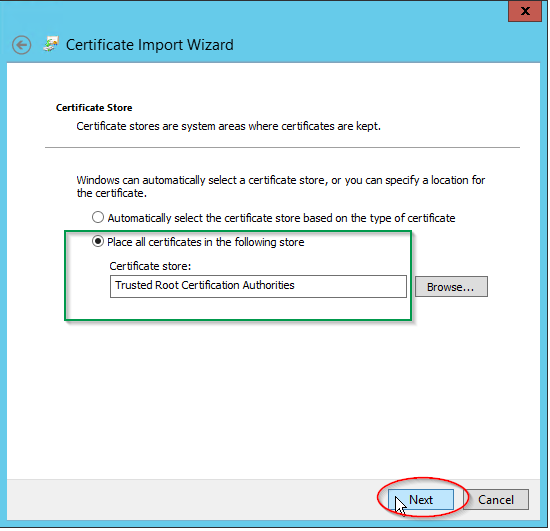 x
Certificate Import Wizard
Certificate Store
Certificate stores are system areas where certificates are kept.
Windows can automatically select a certificate store, or you can specify a location for
the certificate.
Automatically select the certificate store based on the type of certificate
Place all certificates in the following store
Certificate store:
Trusted Root Certification Authorities
Browse...
Next
Cancel